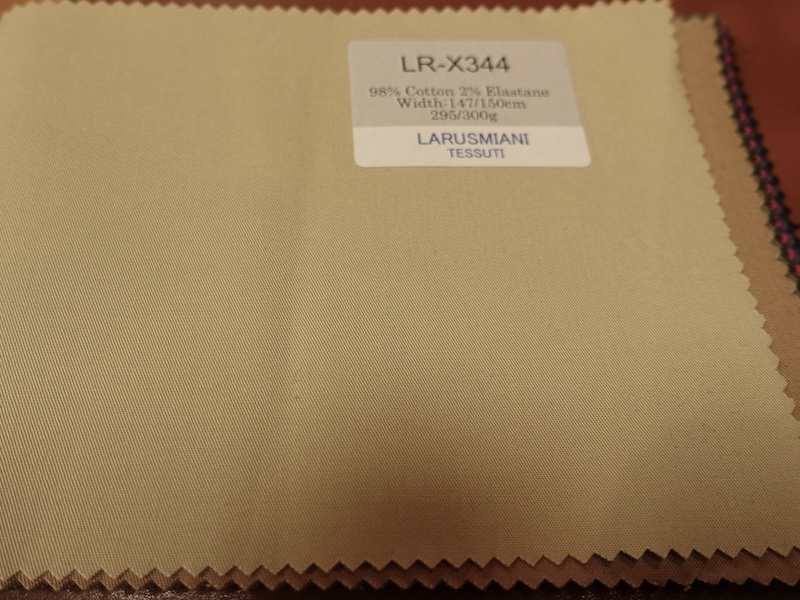 LR-X344
98% Cotton 2% Elastane
Width:147/150cm
295/300g
LARUSMIANI
TESSUTI